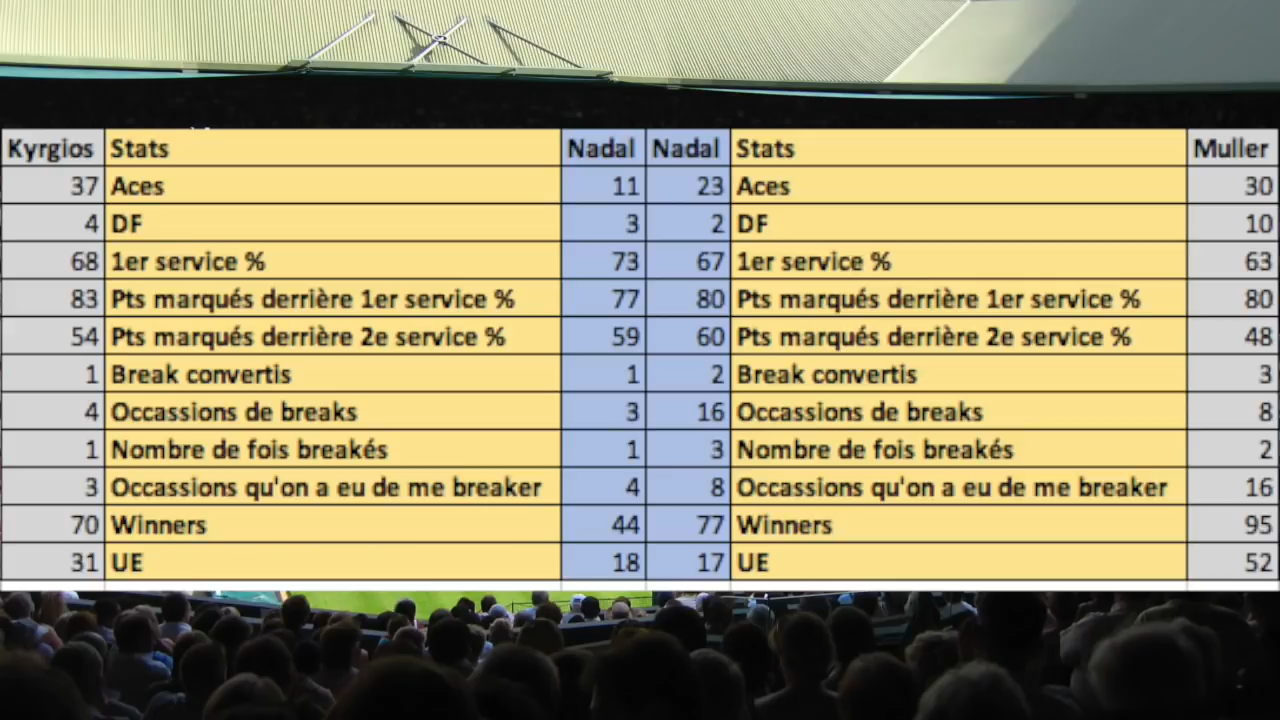 Kyrgios Stats Nadal Nadal Stats Muller
37 Aces 11 23 Aces 30
4 DF 3 2 DF 10
68 1er service % 73 67 1er service % 63
83 Pts marqués derrière 1er service % 77 80 Pts marqués derrière 1er service % 80
54 Pts marqués derrière 2e service % 59 60 Pts marqués derrière 2e service % 48
1 Break convertis 1 2 Break convertis 3
4 Occassions de breaks 3 16 Occassions de breaks 8
1 Nombre de fois breakés 1 3 Nombre de fois breakés 2
3 Occassions qu'on a eu de me breaker 4 8 Occassions qu'on a eu de me breaker 16
70 Winners 44 77 Winners 95
31 UE 18 17 UE 52